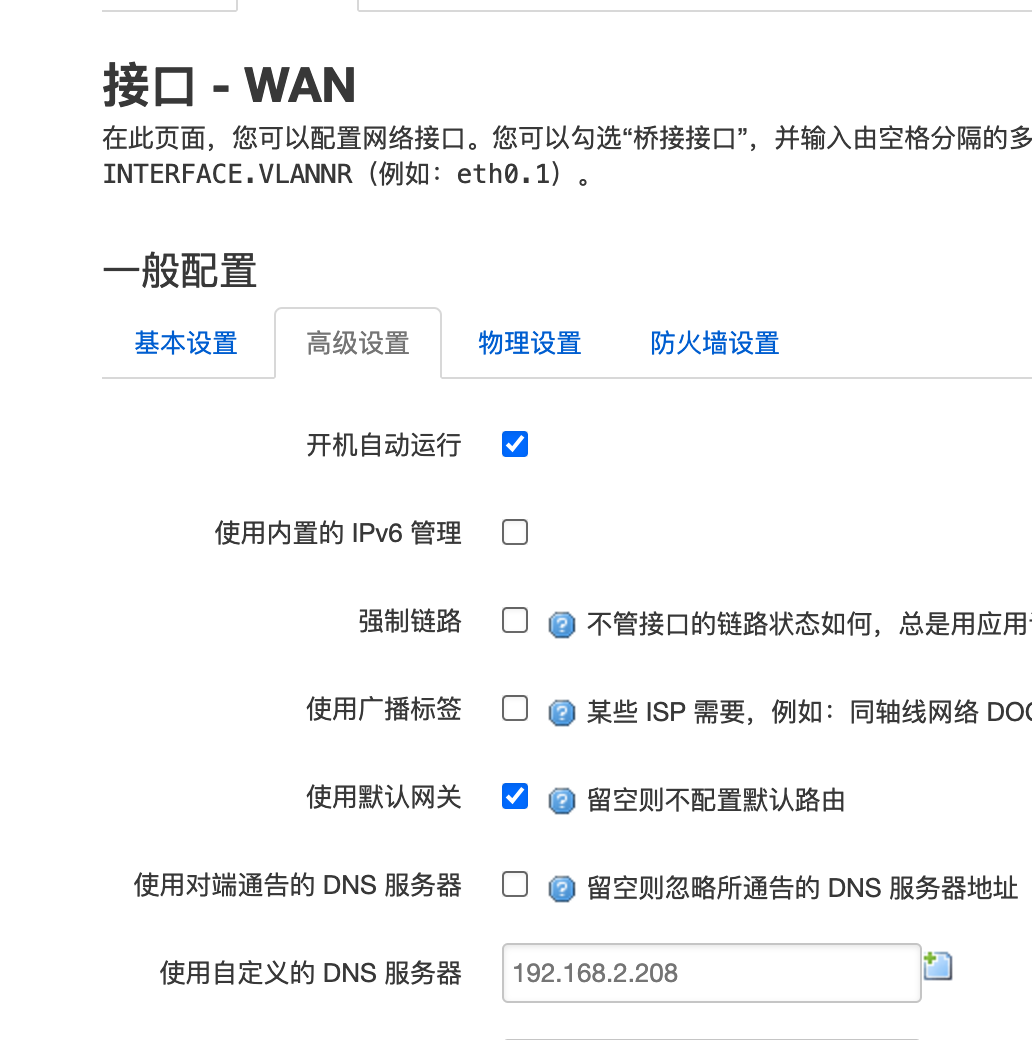 接口 - WAN
在此页面，您可以配置网络接口。您可以勾选“桥接接口”，并输入由空格分隔的多
INTERFACE.VLANNR（例如：eth0.1）。
一般配置
基本设置 高级设置 物理设置 防火墙设置
开机自动运行
使用内置的 IPv6 管理
强制链路 不管接口的链路状态如何，总是用应用
使用广播标签 某些 ISP 需要，例如：同轴线网络 DOC
使用默认网关 留空则不配置默认路由
使用对端通告的 DNS 服务器 留空则忽略所通告的 DNS 服务器地址
使用自定义的 DNS 服务器 192.168.2.208